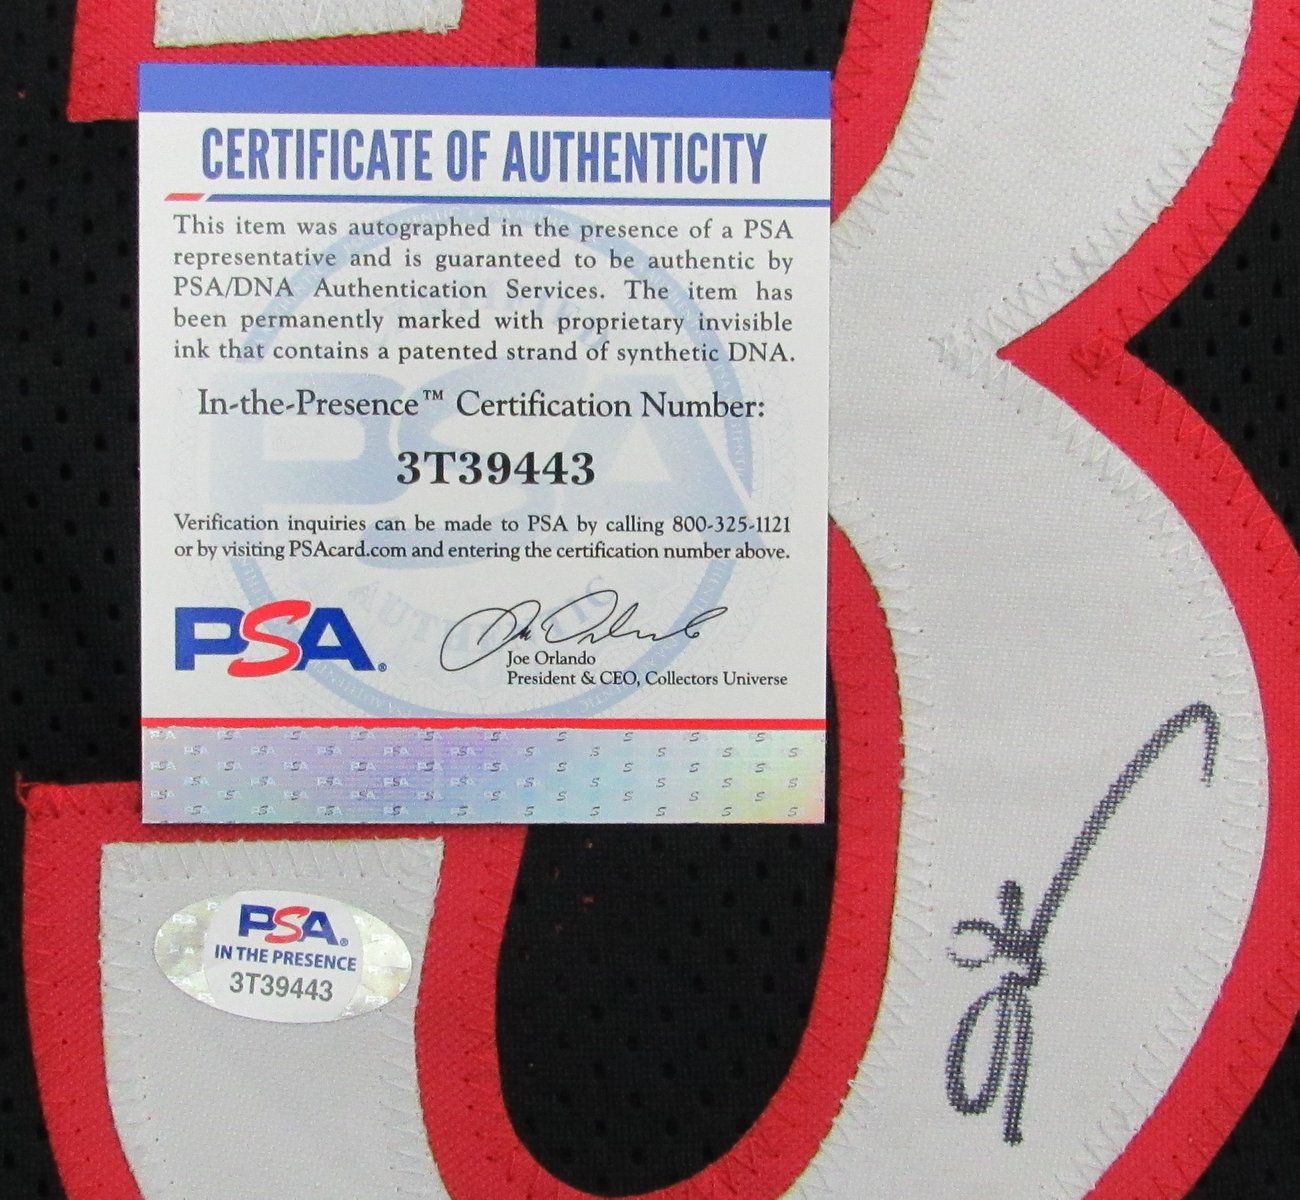 CERTIFICATE OF AUTHENTICITY
This item was autographed in the presence of a PSA
representative and is guaranteed to be authentic by
PSA/DNA Authentication Services. The item has
been permanently marked with proprietary invisible
ink that contains a patented strand of synthetic DNA.
In-the-Presence™ Certification Number:
3T39443
Verification inquiries can be made to PSA by calling 800-325-1121
or by visiting PSAcard.com and entering the certification number above.
PSA®
Joe Orlando
President & CEO, Collectors Universe
PSA®
IN THE PRESENCE
3T39443